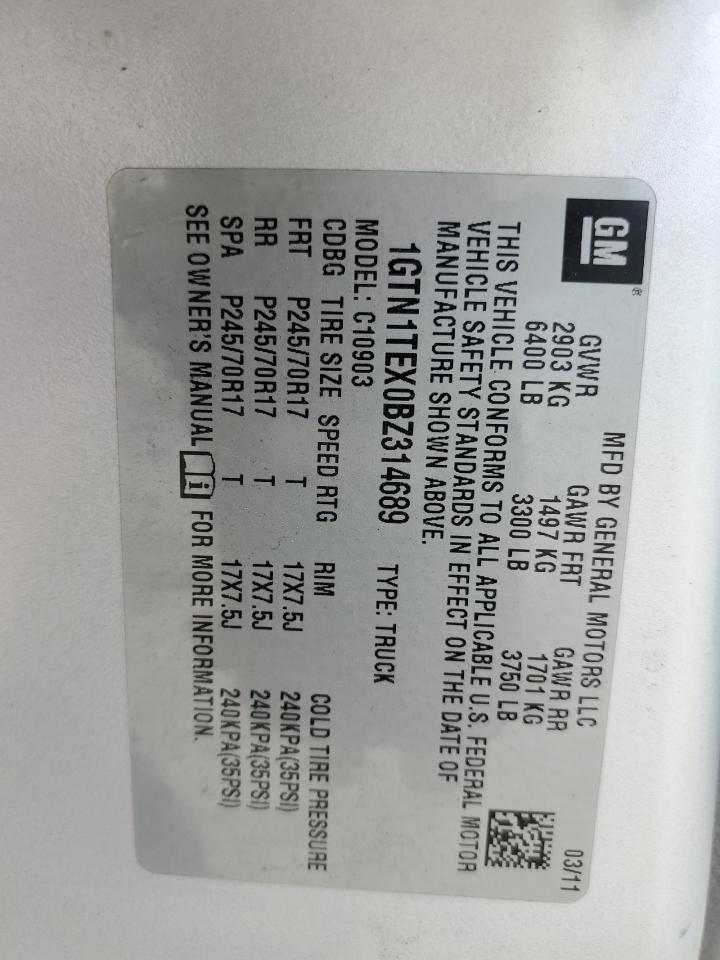 GM®
MFD BY GENERAL MOTORS LLC 03/11
GVWR GAWR FRT GAWR RR
2903 KG 1497 KG 1701 KG
6400 LB 3300 LB 3750 LB
THIS VEHICLE CONFORMS TO ALL APPLICABLE U.S. FEDERAL MOTOR
VEHICLE SAFETY STANDARDS IN EFFECT ON THE DATE OF
MANUFACTURE SHOWN ABOVE.
1GTN1TEX0BZ314689 TYPE: TRUCK
MODEL: C10903
CDBG TIRE SIZE SPEED RTG RIM COLD TIRE PRESSURE
FRT P245/70R17 T 17X7.5J 240KPA(35PSI)
RR P245/70R17 T 17X7.5J 240KPA(35PSI)
SPA P245/70R17 T 17X7.5J 240KPA(35PSI)
SEE OWNER'S MANUAL i FOR MORE INFORMATION.